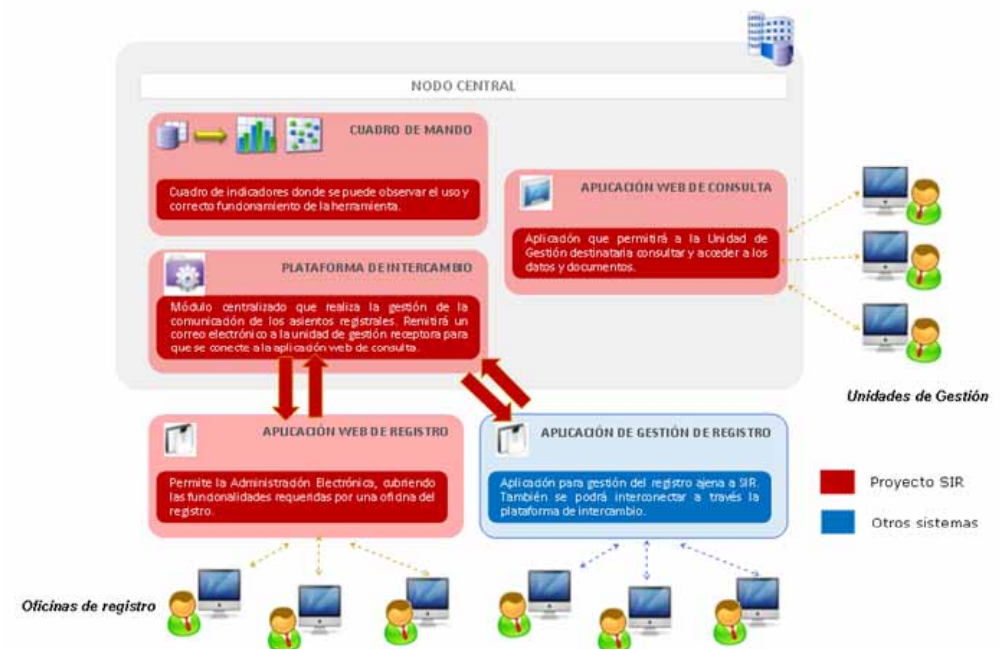 NODO CENTRAL
CUADRO DE MANDO
Cuadro de indicadores donde se puede observar el uso y
correcto funcionamiento de la herramienta.
APLICACIÓN WEB DE CONSULTA
Aplicación que permitirá a la Unidad de
Gestión destinataria consultar y acceder a los
datos y documentos.
PLATAFORMA DE INTERCAMBIO
Módulo centralizado que realiza la gestión de la
comunicación de los asientos registrales. Remitirá un
correo electrónico a la unidad de gestión receptora para
que se conecte a la aplicación web de consulta.
Unidades de Gestión
APLICACIÓN WEB DE REGISTRO
Permite la Administración Electrónica, cubriendo
las funcionalidades requeridas por una oficina del
registro.
APLICACIÓN DE GESTIÓN DE REGISTRO
Aplicación para gestión del registro ajena a SIR.
También se podrá interconectar a través la
plataforma de intercambio.
Proyecto SIR
Otros sistemas
Oficinas de registro